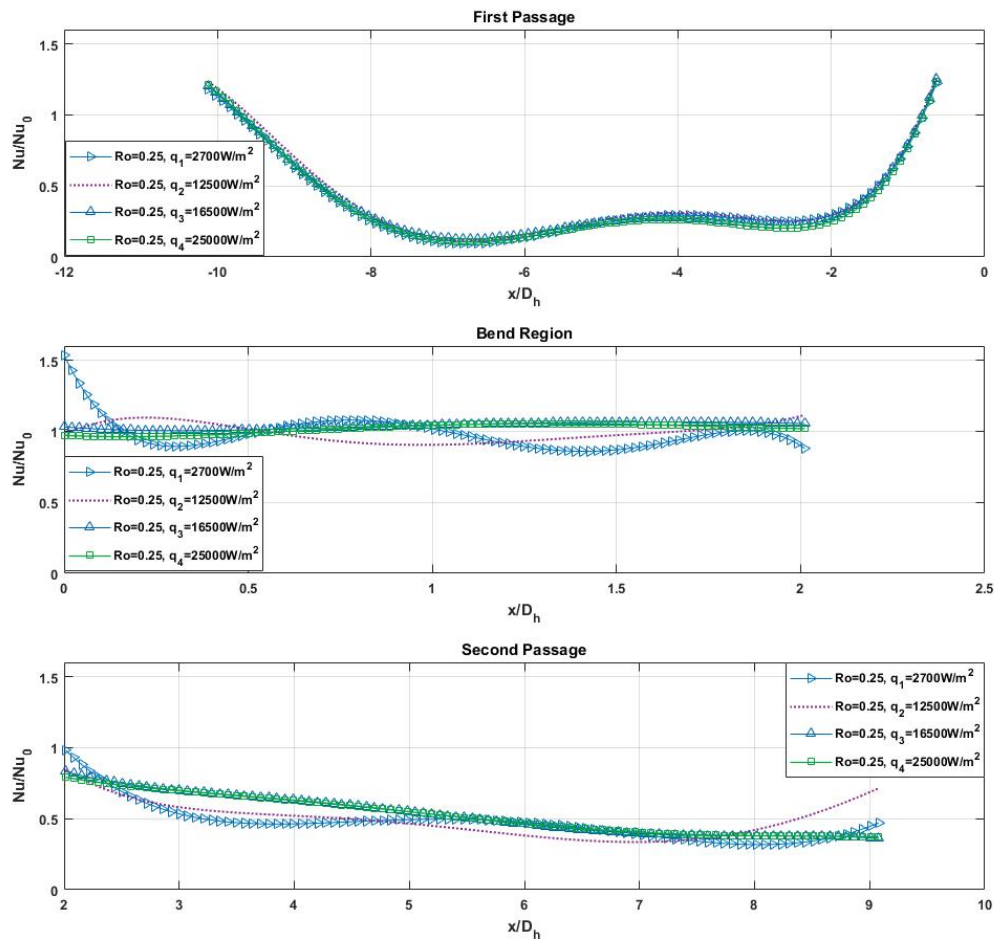 First Passage
1.5
1
0.5
0
Nu/Nu₀
Ro=0.25, q₁=2700W/m²
Ro=0.25, q₂=12500W/m²
Ro=0.25, q₃=16500W/m²
Ro=0.25, q₄=25000W/m²
-12 -10 -8 -6 -4 -2 0
x/Dₕ
Bend Region
1.5
1
0.5
0
Nu/Nu₀
Ro=0.25, q₁=2700W/m²
Ro=0.25, q₂=12500W/m²
Ro=0.25, q₃=16500W/m²
Ro=0.25, q₄=25000W/m²
0 0.5 1 1.5 2 2.5
x/Dₕ
Second Passage
1.5
1
0.5
0
Nu/Nu₀
Ro=0.25, q₁=2700W/m²
Ro=0.25, q₂=12500W/m²
Ro=0.25, q₃=16500W/m²
Ro=0.25, q₄=25000W/m²
2 3 4 5 6 7 8 9 10
x/Dₕ